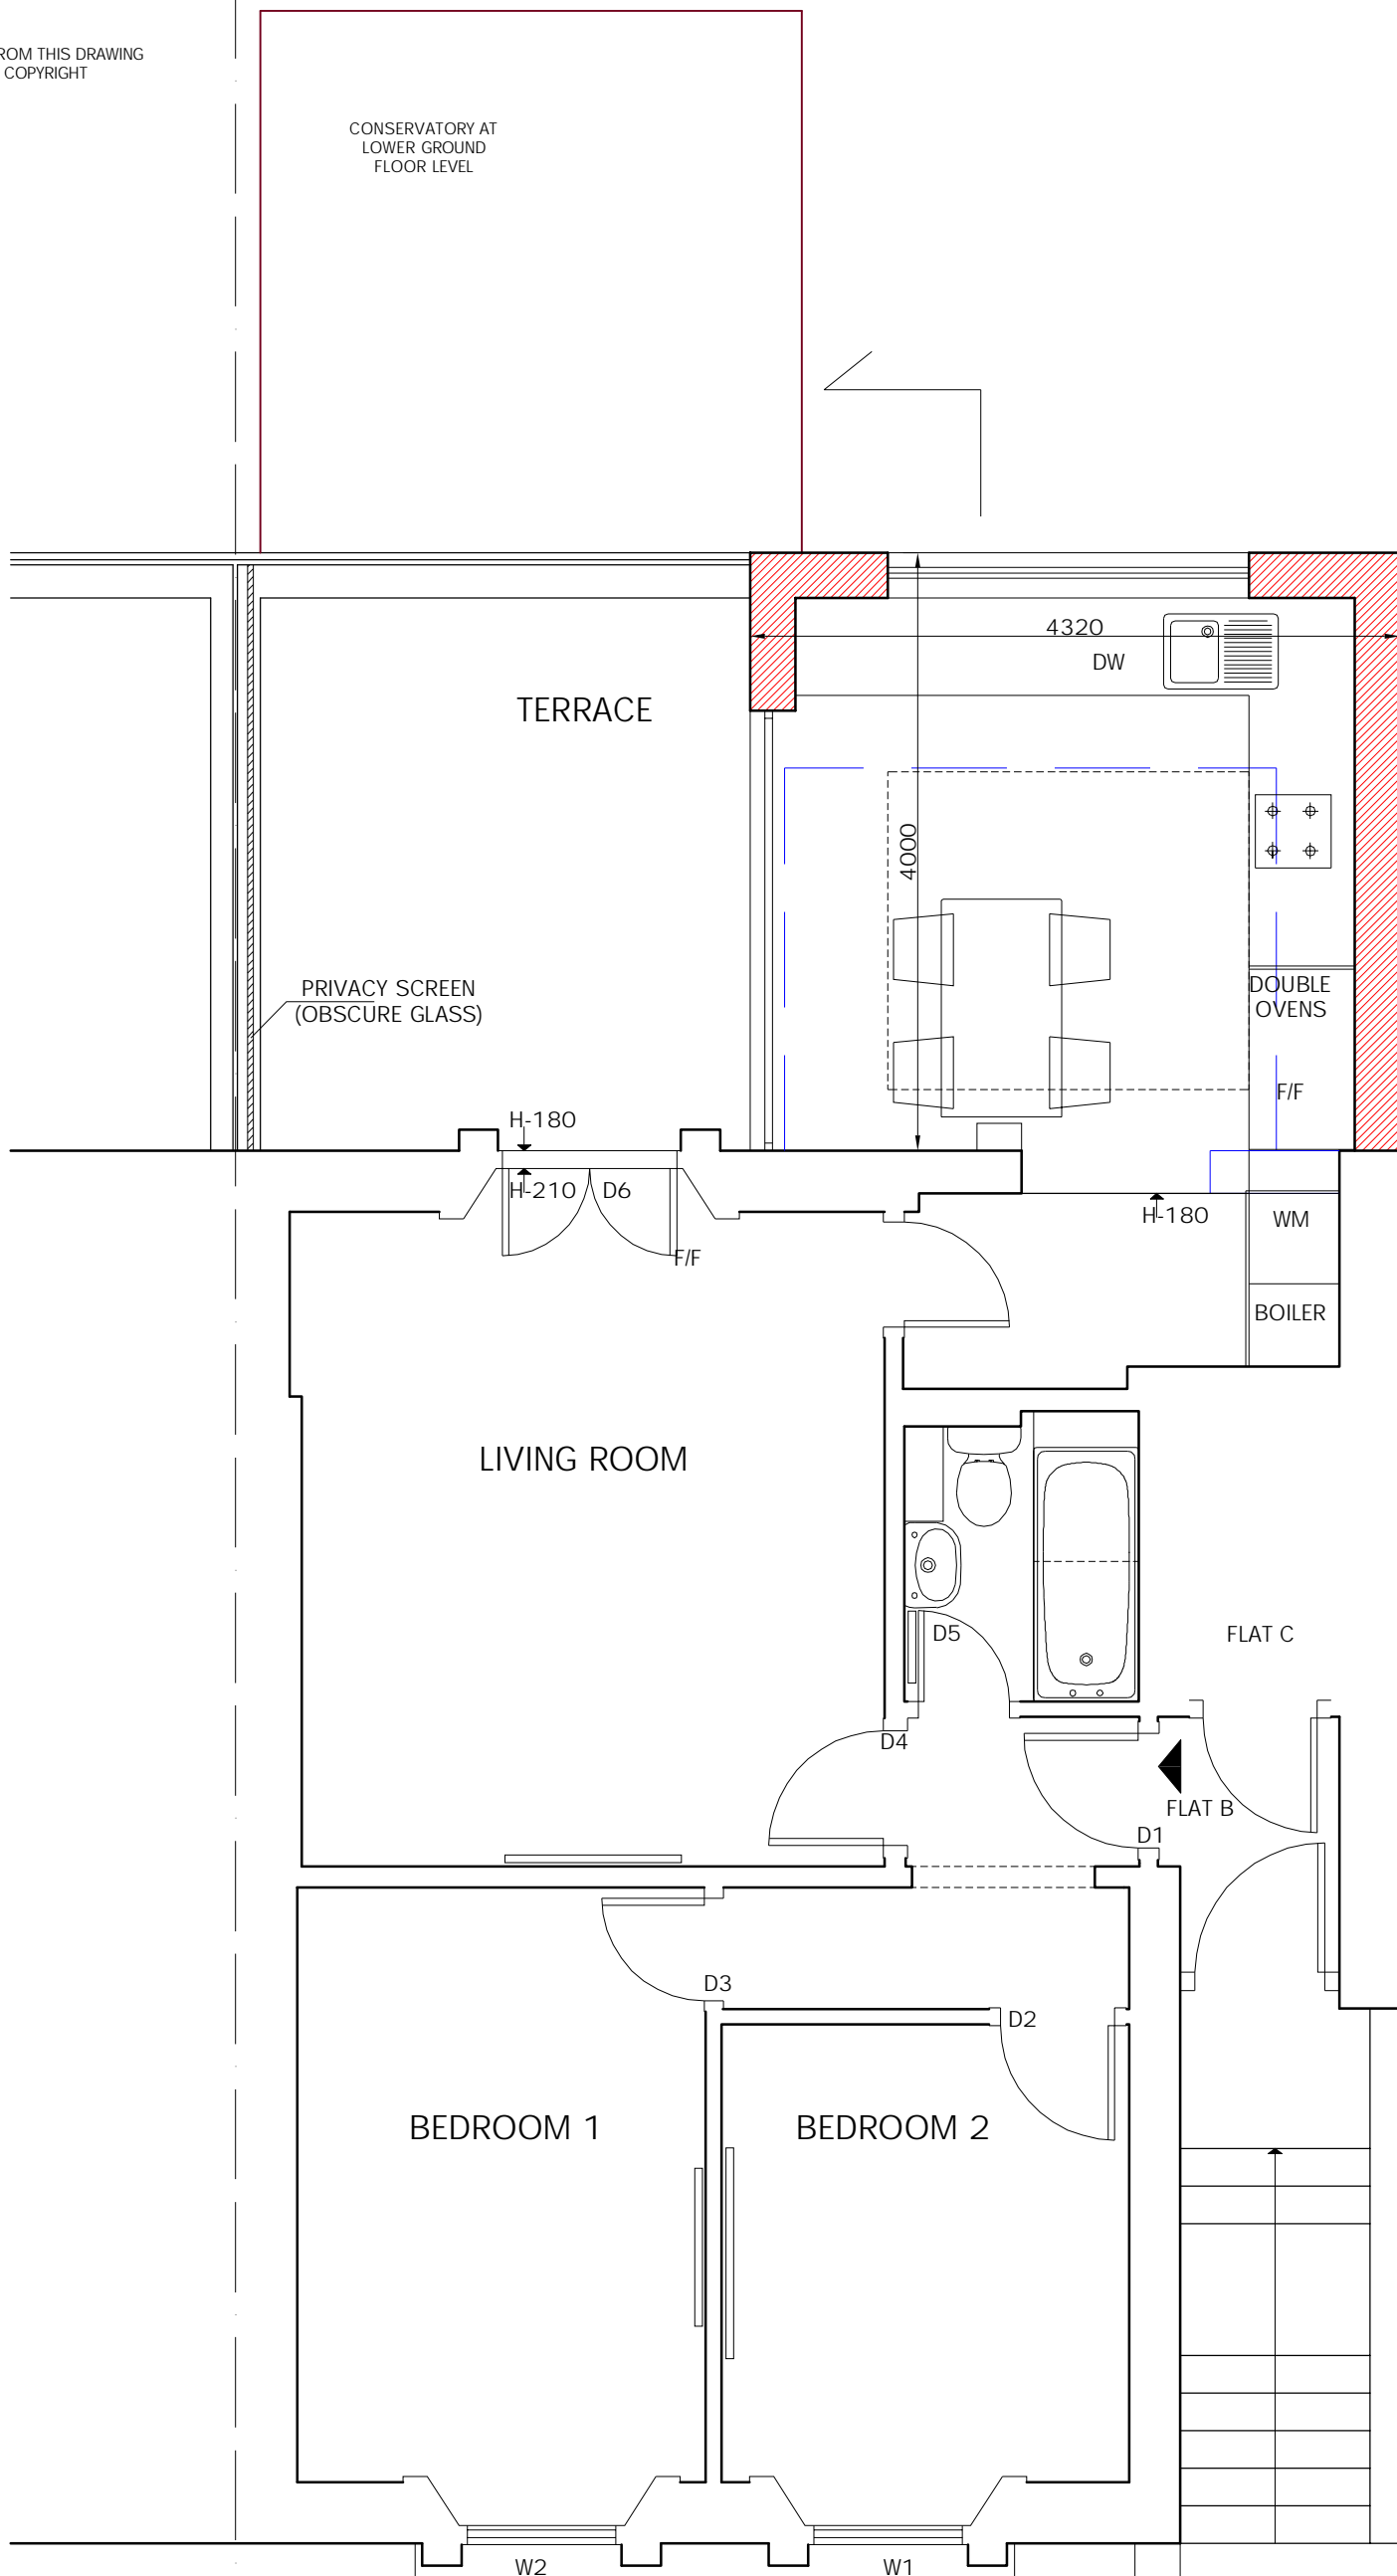 ROM THIS DRAWING
COPYRIGHT
CONSERVATORY AT
LOWER GROUND
FLOOR LEVEL
4320
DW
TERRACE
4000
PRIVACY SCREEN
(OBSCURE GLASS)
DOUBLE
OVENS
F/F
H-180
H-210
D6
F/F
H-180
WM
BOILER
LIVING ROOM
D5
FLAT C
D4
FLAT B
D1
D3
D2
BEDROOM 1
BEDROOM 2
W2
W1